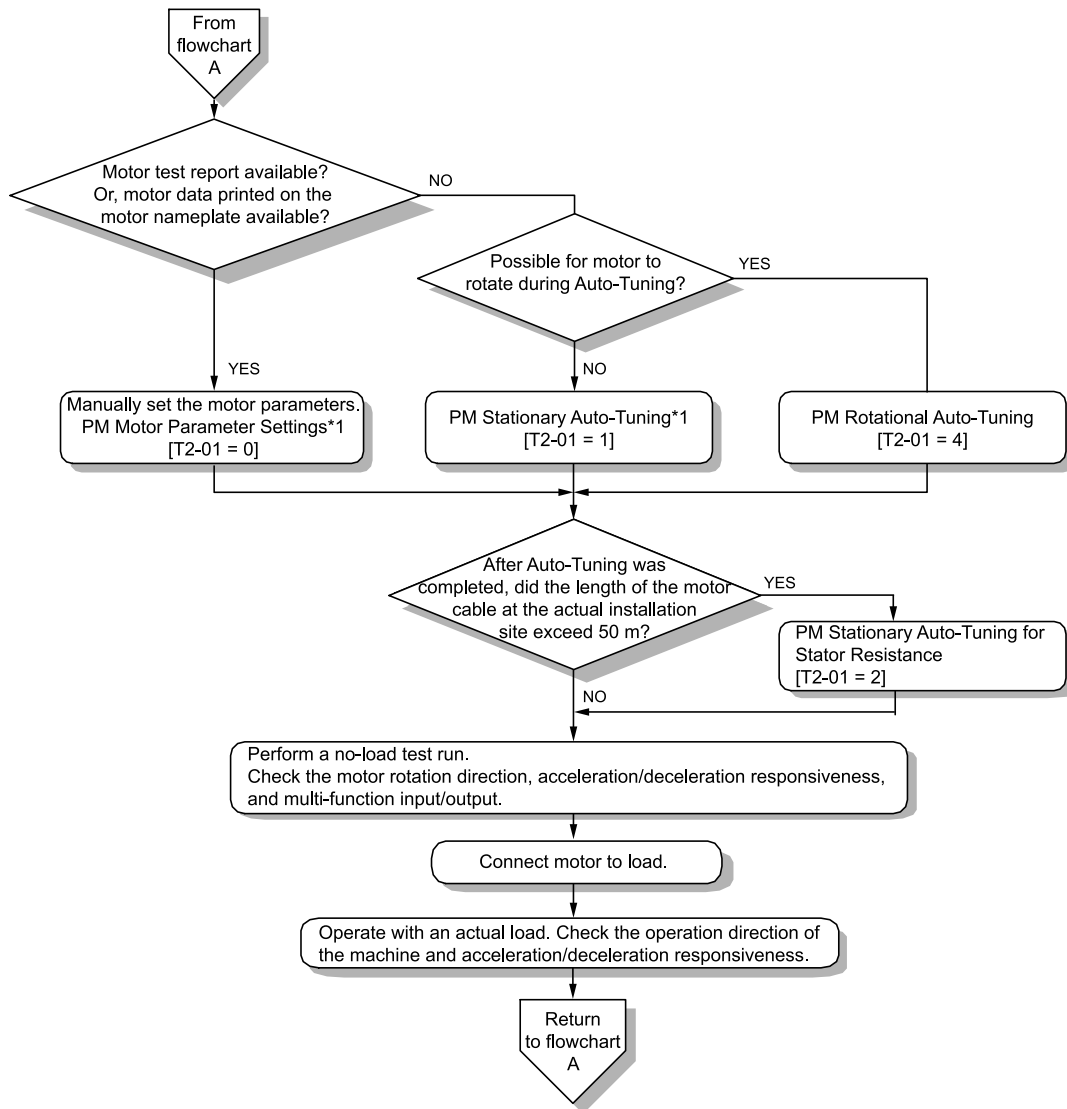 From
flowchart
A
Motor test report available?
Or, motor data printed on the
motor nameplate available?
NO
Possible for motor to
rotate during Auto-Tuning?
YES
YES
NO
Manually set the motor parameters.
PM Motor Parameter Settings*1
[T2-01 = 0]
PM Stationary Auto-Tuning*1
[T2-01 = 1]
PM Rotational Auto-Tuning
[T2-01 = 4]
After Auto-Tuning was
completed, did the length of the motor
cable at the actual installation
site exceed 50 m?
YES
PM Stationary Auto-Tuning for
Stator Resistance
[T2-01 = 2]
NO
Perform a no-load test run.
Check the motor rotation direction, acceleration/deceleration responsiveness,
and multi-function input/output.
Connect motor to load.
Operate with an actual load. Check the operation direction of
the machine and acceleration/deceleration responsiveness.
Return
to flowchart
A